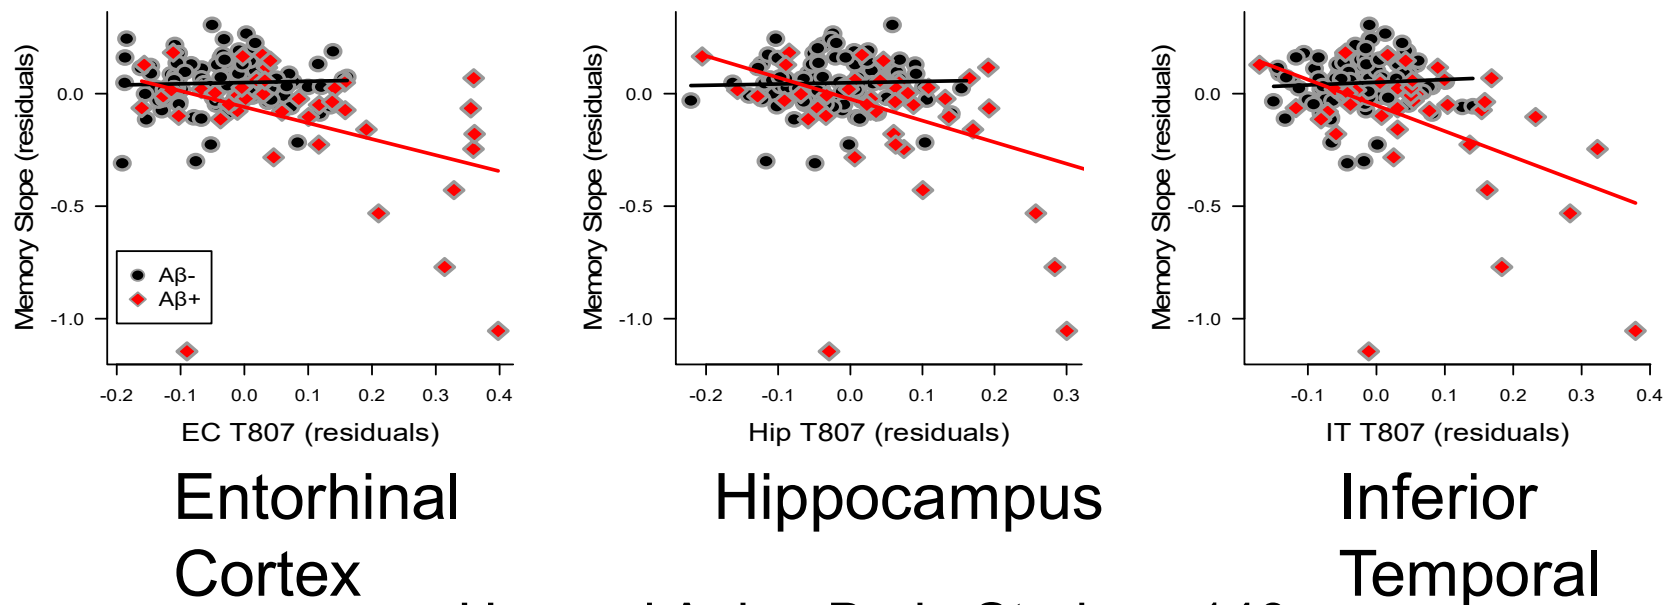 Memory Slope (residuals)
0.0
-0.5
-1.0
Aβ-
Aβ+
-0.2 -0.1 0.0 0.1 0.2 0.3 0.4
EC T807 (residuals)
Entorhinal
Cortex
Memory Slope (residuals)
0.0
-0.5
-1.0
-0.2 -0.1 0.0 0.1 0.2 0.3
Hip T807 (residuals)
Hippocampus
Memory Slope (residuals)
0.0
-0.5
-1.0
-0.1 0.0 0.1 0.2 0.3 0.4
IT T807 (residuals)
Inferior
Temporal